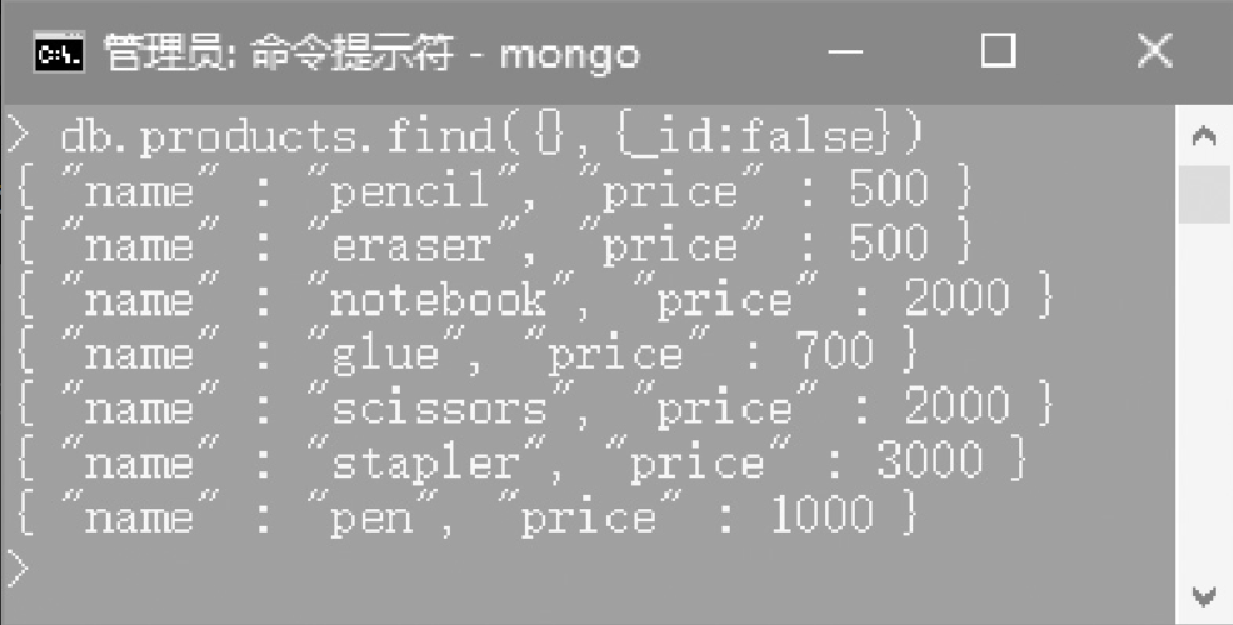 C:\. 管理员: 命令提示符 - mongo
> db.products.find({}, {_id:false})
{ "name" : "pencil", "price" : 500 }
{ "name" : "eraser", "price" : 500 }
{ "name" : "notebook", "price" : 2000 }
{ "name" : "glue", "price" : 700 }
{ "name" : "scissors", "price" : 2000 }
{ "name" : "stapler", "price" : 3000 }
{ "name" : "pen", "price" : 1000 }
>